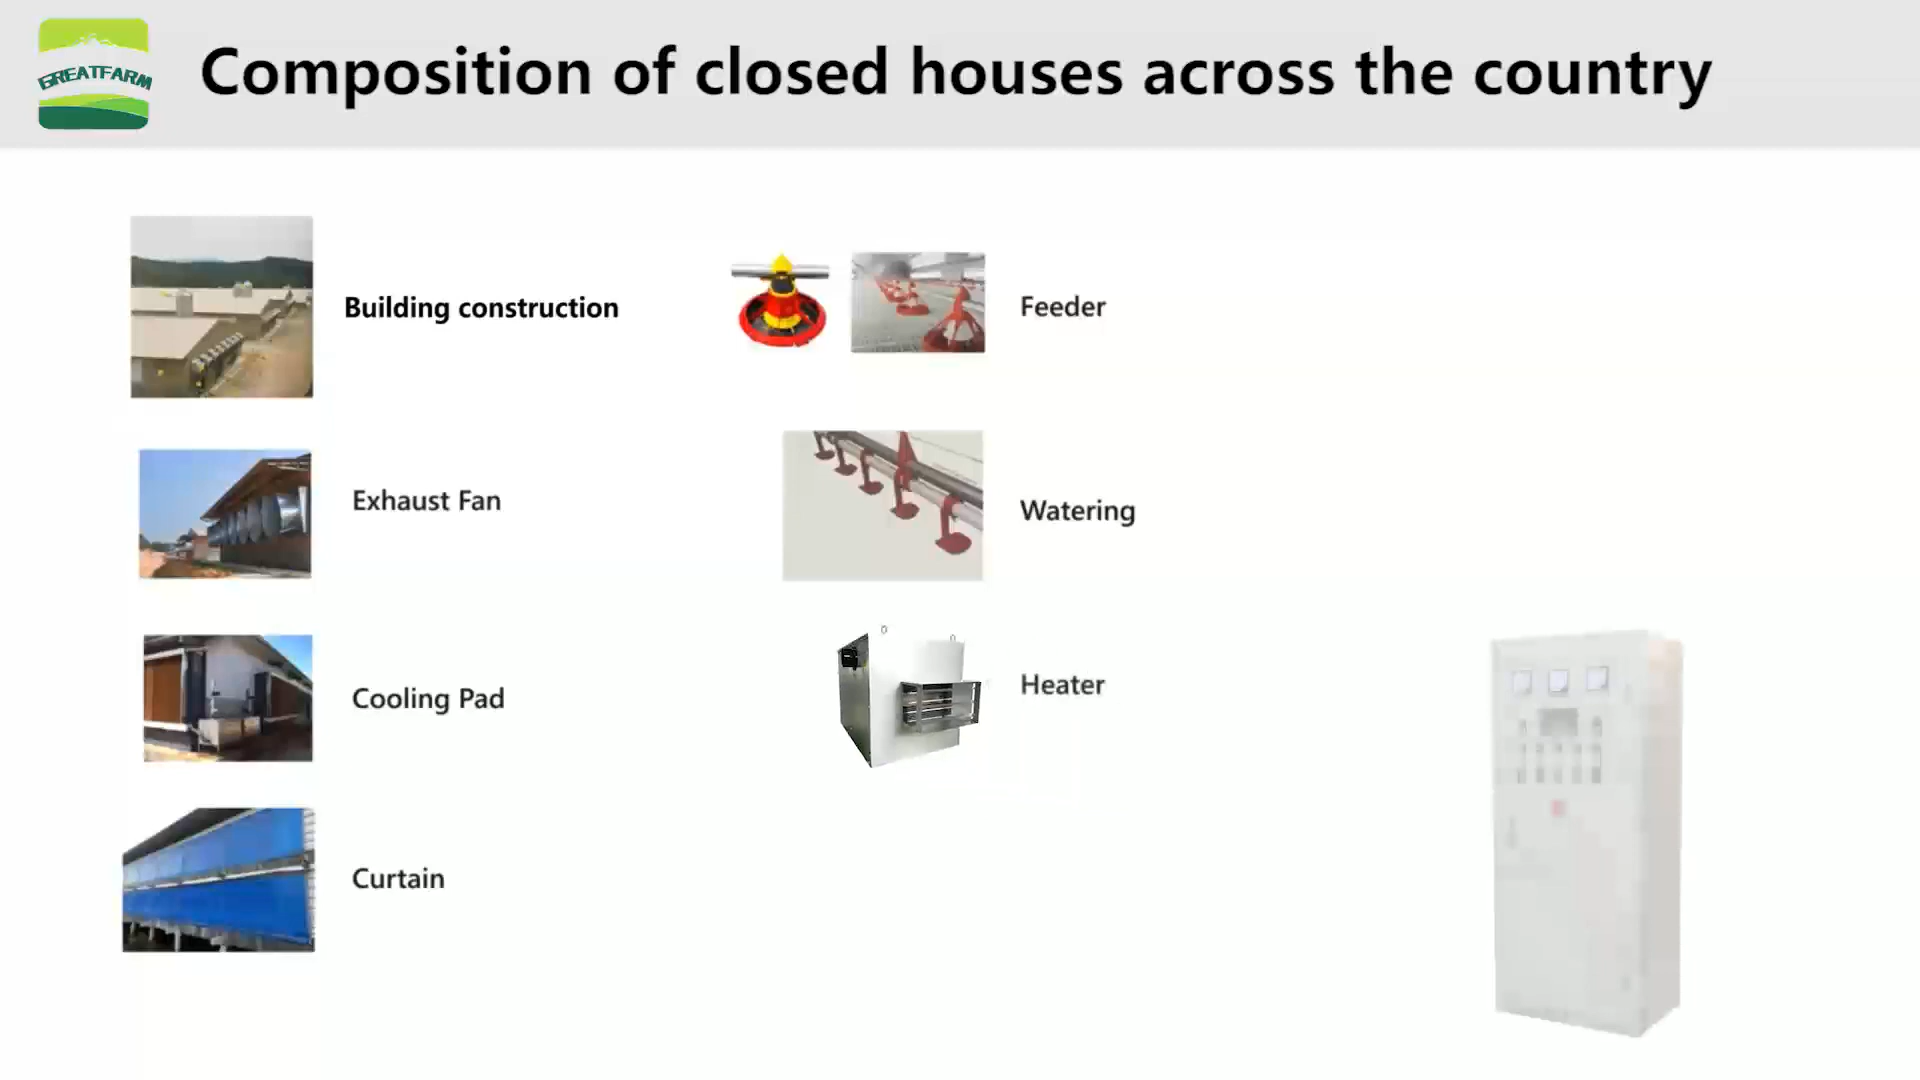 GREATFARM
Composition of closed houses across the country
Building construction
Feeder
Exhaust Fan
Watering
Cooling Pad
Heater
Curtain